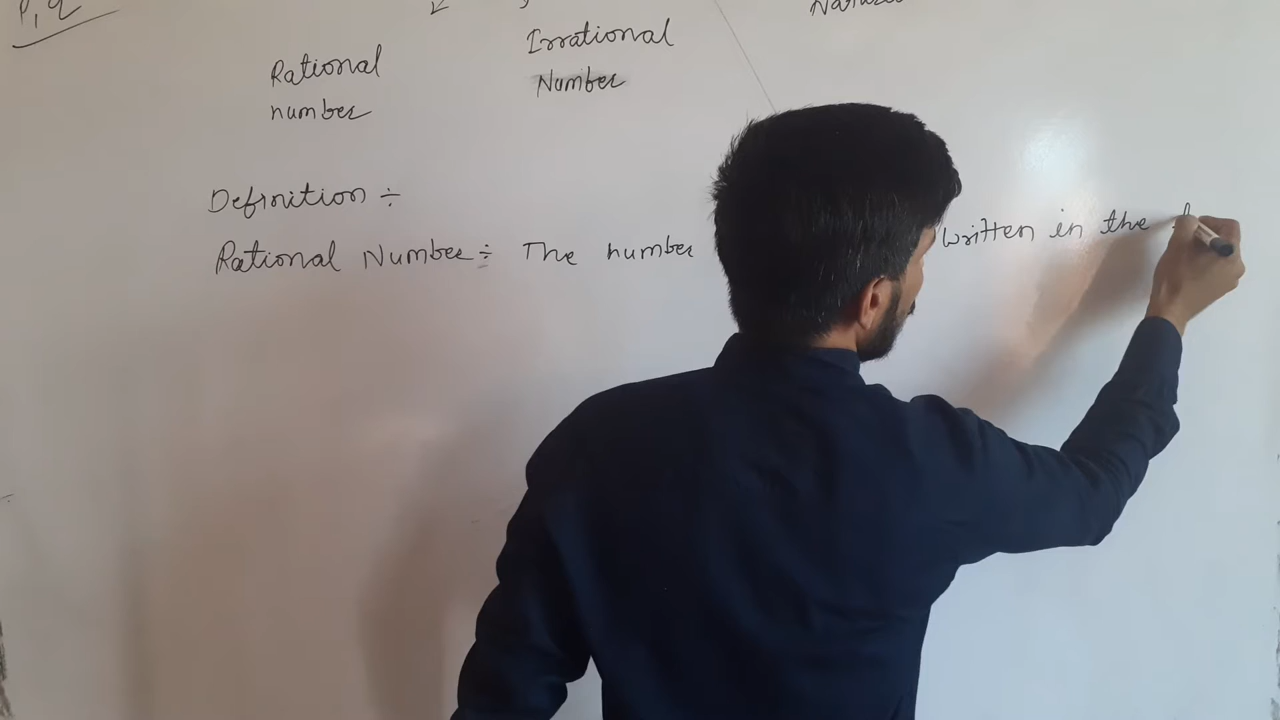 P, q
Irrational
Rational
Number
number
Definition ÷
Rational Number ÷ The number written in the